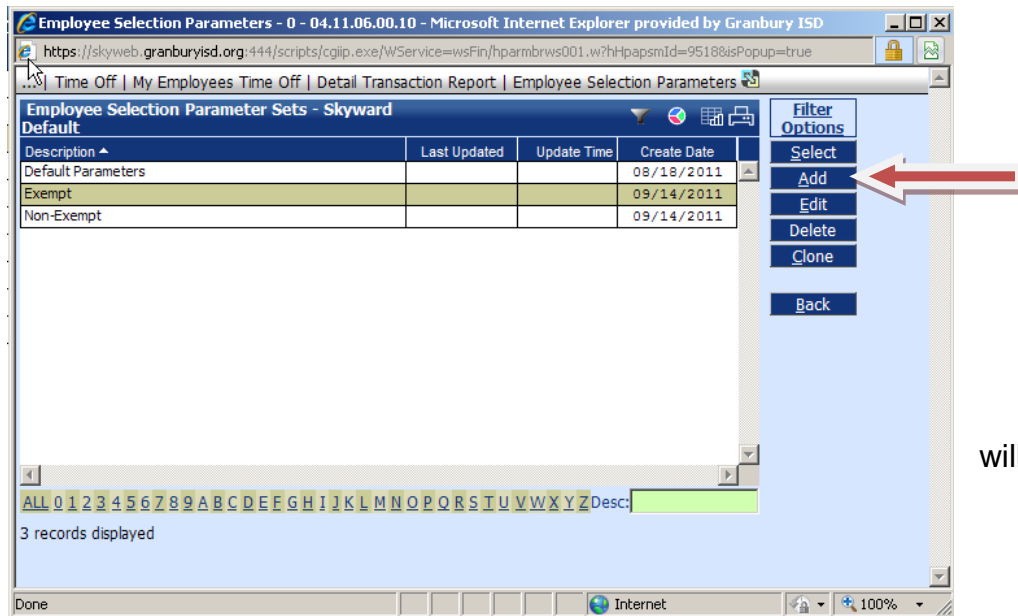 Employee Selection Parameters - 0 - 04.11.06.00.10 - Microsoft Internet Explorer provided by Granbury ISD
https://skyweb.granburyisd.org:444/scripts/cgiip.exe/WService=wsFin/hparmbrws001.w?hHpapsmId=9518&isPopup=true
...| Time Off | My Employees Time Off | Detail Transaction Report | Employee Selection Parameters
Employee Selection Parameter Sets - Skyward Default
Filter Options
Description Last Updated Update Time Create Date
Select
Default Parameters 08/18/2011
Add
Exempt 09/14/2011
Edit
Non-Exempt 09/14/2011
Delete
Clone
Back
will
ALL 0 1 2 3 4 5 6 7 8 9 A B C D E F G H I J K L M N O P Q R S T U V W X Y Z Desc:
3 records displayed
Done Internet 100%